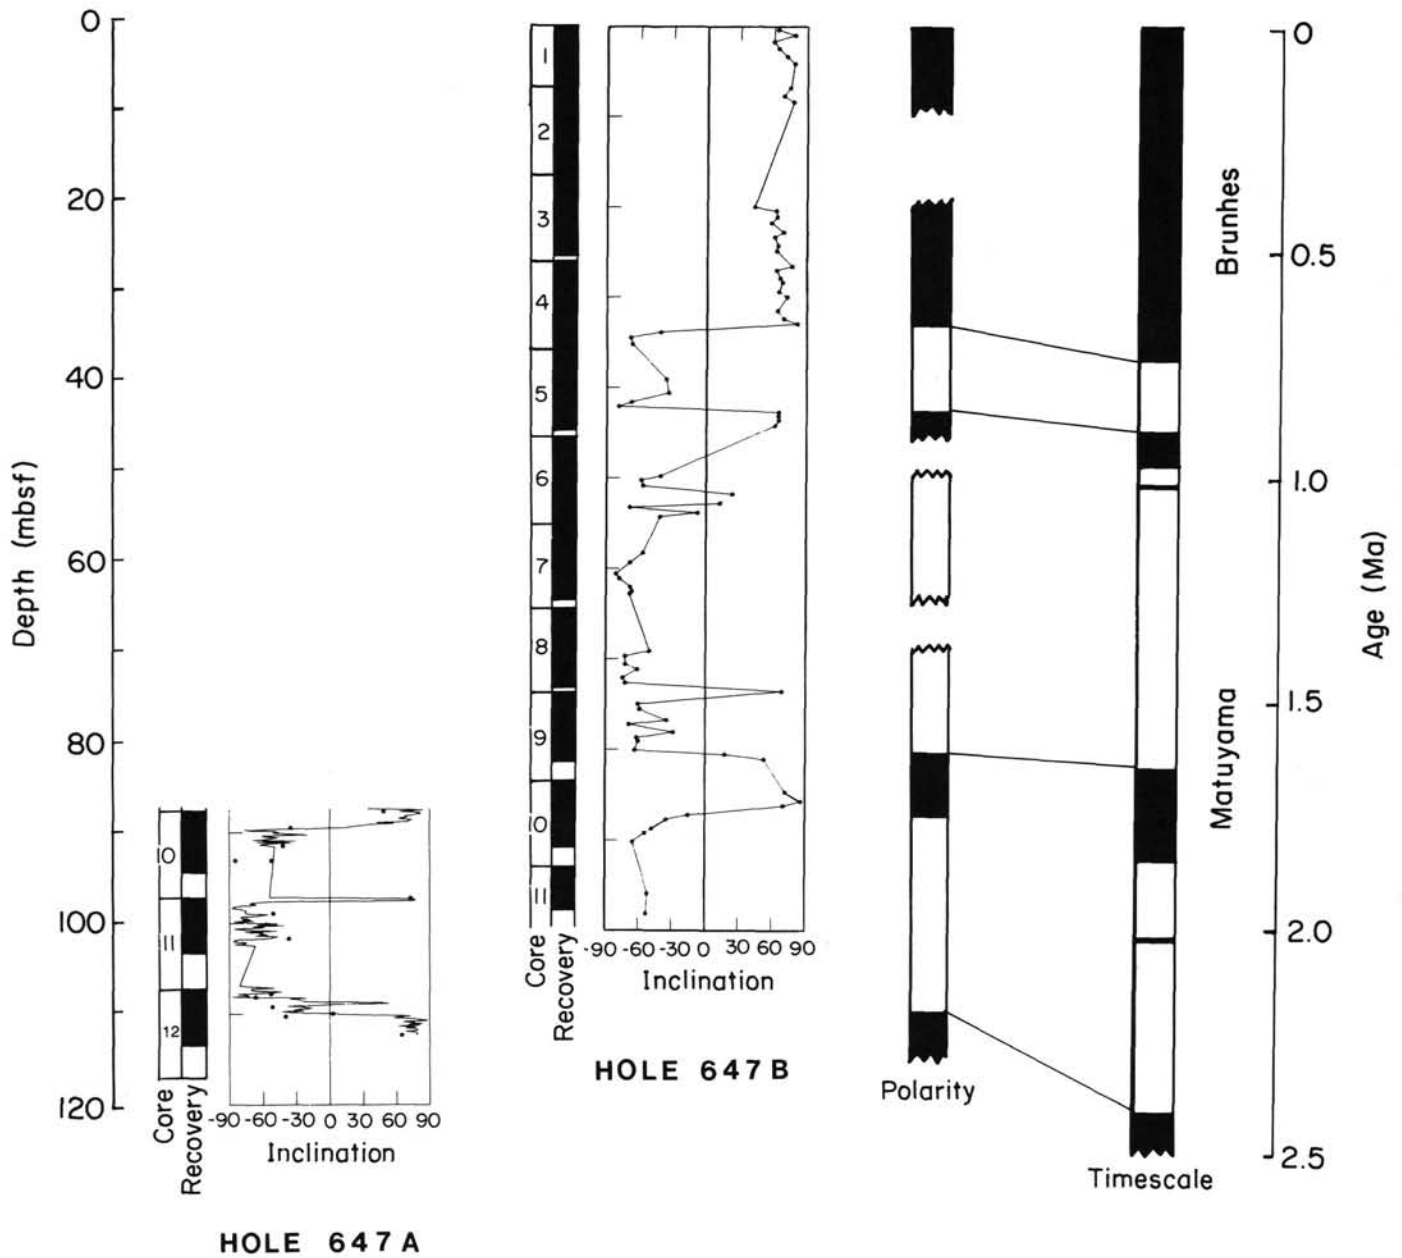 Depth (mbsf)
0
20
40
60
80
100
120
10
11
12
Core
Recovery
-90 -60 -30 0 30 60 90
Inclination
HOLE 647A
1
2
3
4
5
6
7
8
9
10
11
Core
Recovery
-90 -60 -30 0 30 60 90
Inclination
HOLE 647B
Polarity
Timescale
Brunhes
Matuyama
0
0.5
1.0
1.5
2.0
2.5
Age (Ma)